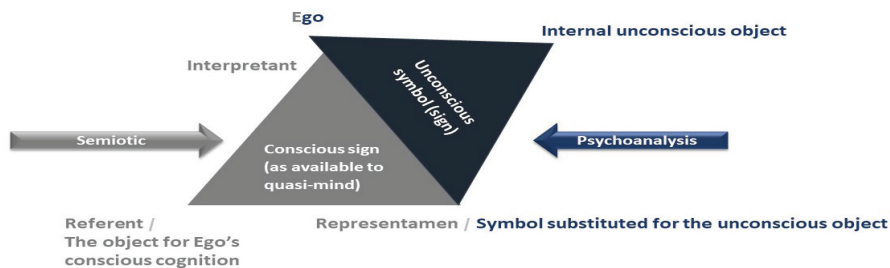 Ego
Internal unconscious object
Interpretant
Unconscious
symbol (sign)
Semiotic
Conscious sign
(as available to
quasi-mind)
Psychoanalysis
Referent /
The object for Ego's
conscious cognition
Representamen / Symbol substituted for the unconscious object